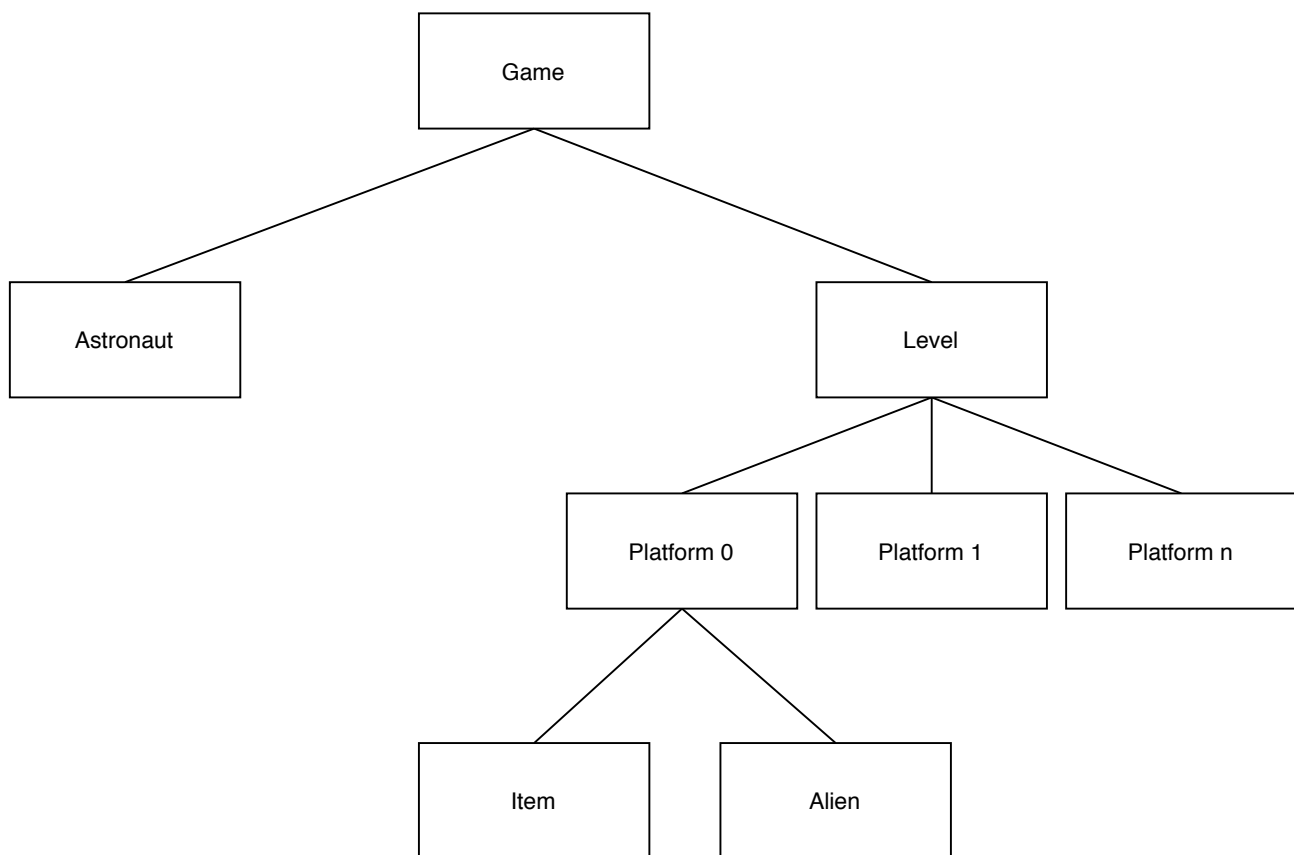 Game
Astronaut
Level
Platform 0
Platform 1
Platform n
Item
Alien